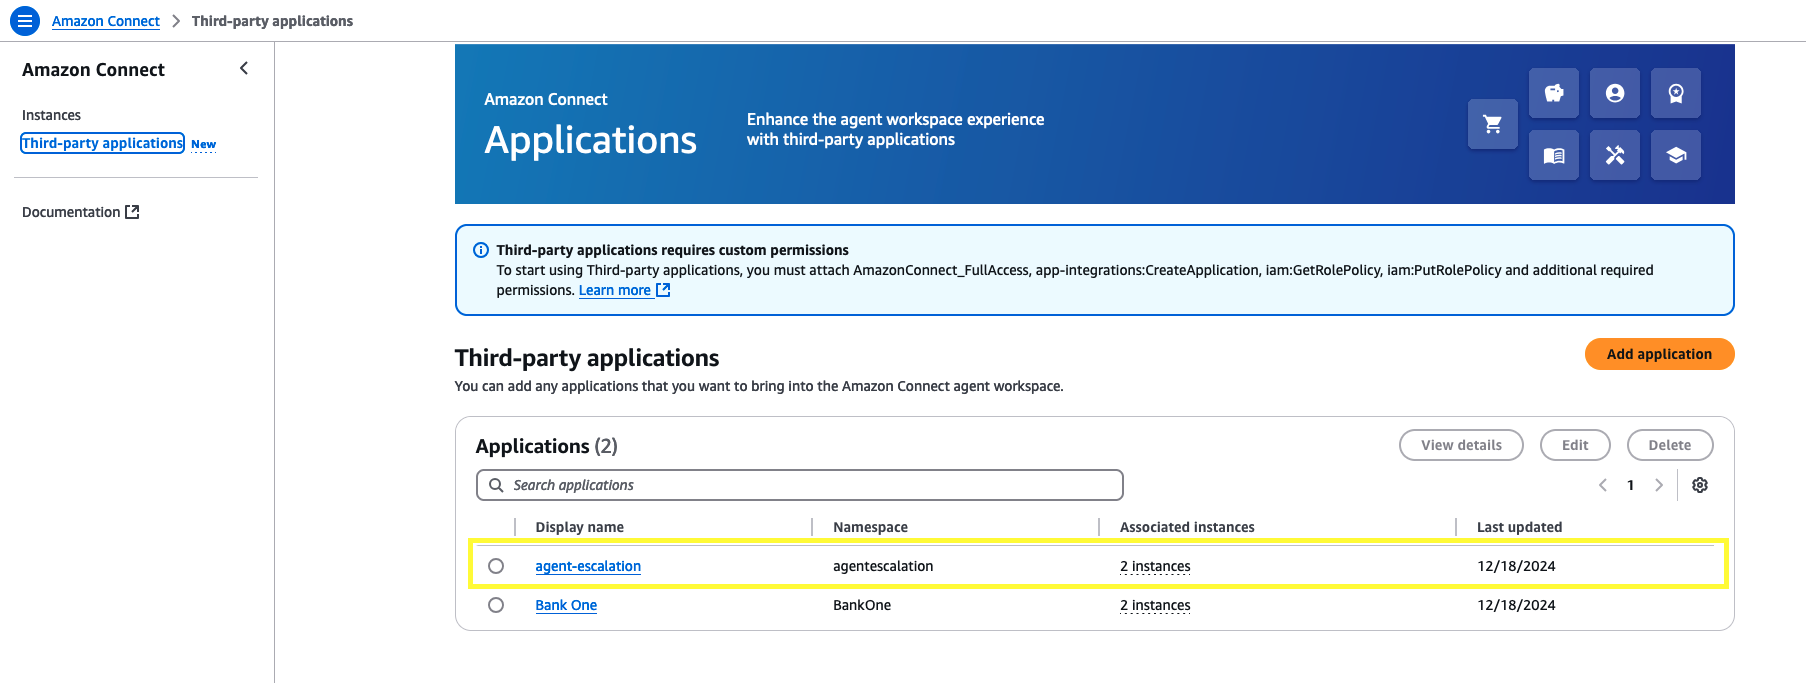 Amazon Connect > Third-party applications
Amazon Connect
Instances
Third-party applications New
Documentation
Amazon Connect
Applications
Enhance the agent workspace experience
with third-party applications
Third-party applications requires custom permissions
To start using Third-party applications, you must attach AmazonConnect_FullAccess, app-integrations:CreateApplication, iam:GetRolePolicy, iam:PutRolePolicy and additional required
permissions. Learn more
Third-party applications
Add application
You can add any applications that you want to bring into the Amazon Connect agent workspace.
Applications (2)
View details Edit Delete
Search applications
1
Display name Namespace Associated instances Last updated
agent-escalation agentescalation 2 instances 12/18/2024
Bank One BankOne 2 instances 12/18/2024